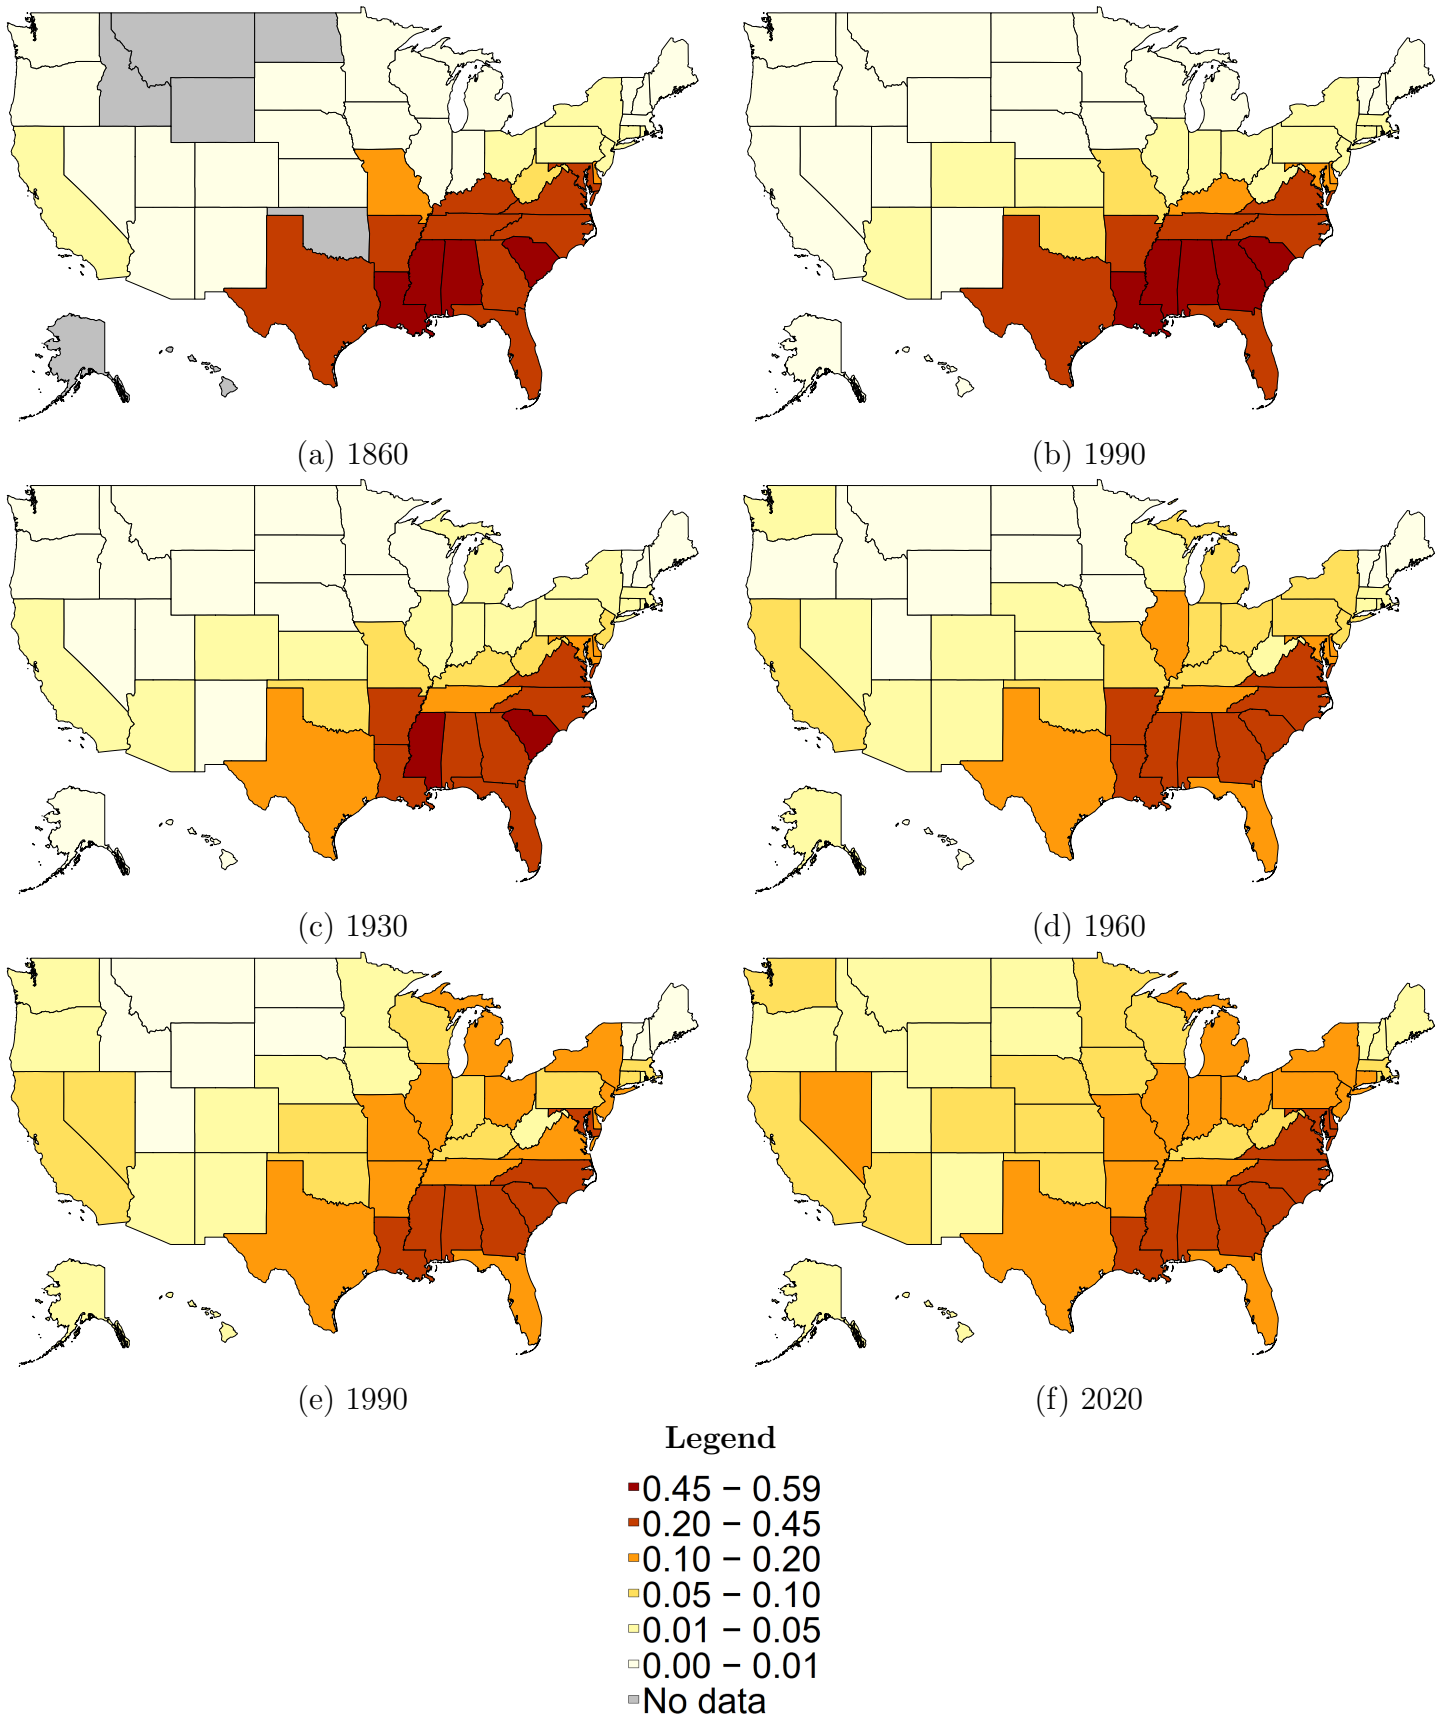 (a) 1860
(b) 1990
(c) 1930
(d) 1960
(e) 1990
(f) 2020
Legend
0.45 − 0.59
0.20 − 0.45
0.10 − 0.20
0.05 − 0.10
0.01 − 0.05
0.00 − 0.01
No data